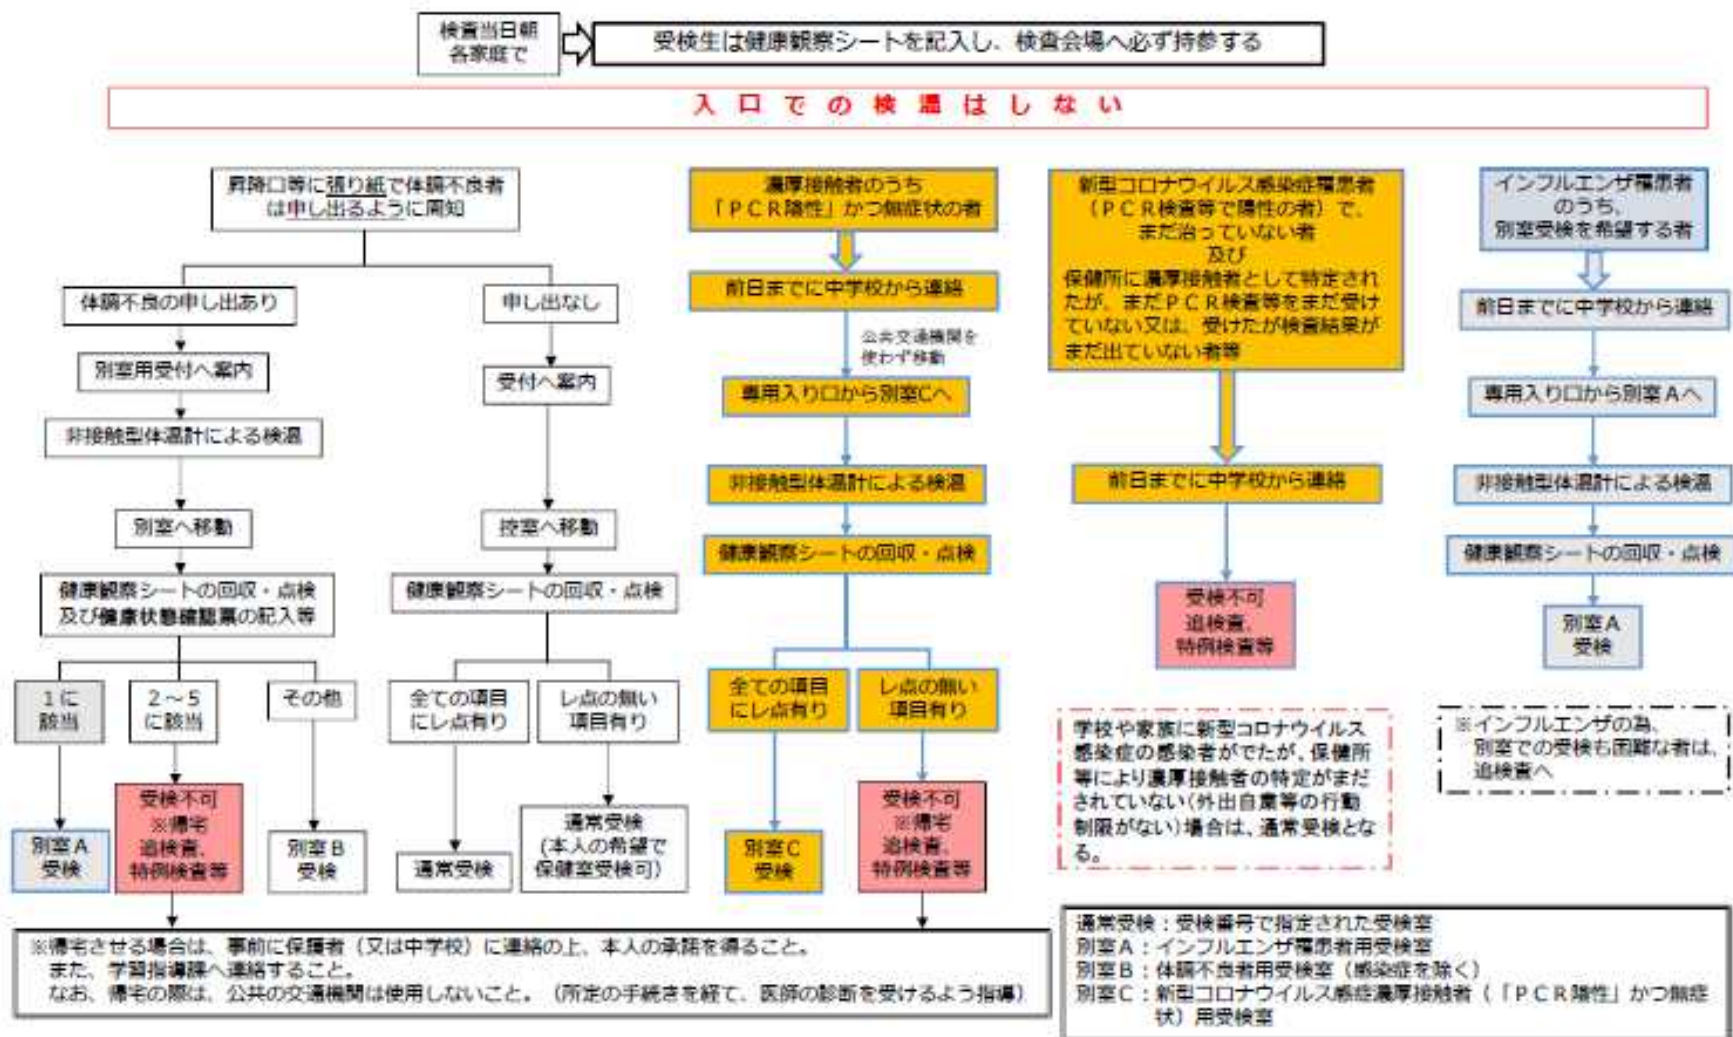 検査当日朝
各家庭で
受検生は健康観察シートを記入し、検査会場へ必ず持参する
入口での検温はしない
昇降口等に張り紙で体調不良者
は申し出るように周知
体調不良の申し出あり
別室用受付へ案内
非接触型体温計による検温
別室へ移動
健康観察シートの回収・点検
及び健康状態確認票の記入等
1に
該当
2～5
に該当
その他
別室A
受検
受検不可
※帰宅
追検査、
特例検査等
別室B
受検
申し出なし
受付へ案内
控室へ移動
健康観察シートの回収・点検
全ての項目
にレ点有り
レ点の無い
項目有り
通常受検
通常受検
(本人の希望で
保健室受検可)
濃厚接触者のうち
「PCR陰性」かつ無症状の者
前日までに中学校から連絡
公共交通機関を
使わず移動
専用入り口から別室Cへ
非接触型体温計による検温
健康観察シートの回収・点検
全ての項目
にレ点有り
レ点の無い
項目有り
別室C
受検
受検不可
※帰宅
追検査、
特例検査等
新型コロナウイルス感染症罹患者
(PCR検査等で陽性の者)で、
まだ治っていない者
及び
保健所に濃厚接触者として特定され
たが、まだPCR検査等をまだ受け
ていない又は、受けたが検査結果が
まだ出ていない者等
前日までに中学校から連絡
受検不可
追検査、
特例検査等
学校や家族に新型コロナウイルス
感染症の感染者がでたが、保健所
等により濃厚接触者の特定がまだ
されていない(外出自粛等の行動
制限がない)場合は、通常受検とな
る。
インフルエンザ罹患者
のうち、
別室受検を希望する者
前日までに中学校から連絡
専用入り口から別室Aへ
非接触型体温計による検温
健康観察シートの回収・点検
別室A
受検
※インフルエンザの為、
別室での受検も困難な者は、
追検査へ
※帰宅させる場合は、事前に保護者(又は中学校)に連絡の上、本人の承諾を得ること。
また、学習指導課へ連絡すること。
なお、帰宅の際は、公共の交通機関は使用しないこと。(所定の手続きを経て、医師の診断を受けるよう指導)
通常受検:受検番号で指定された受検室
別室A:インフルエンザ罹患者用受検室
別室B:体調不良者用受検室(感染症を除く)
別室C:新型コロナウイルス感症濃厚接触者(「PCR陰性」かつ無症
状)用受検室